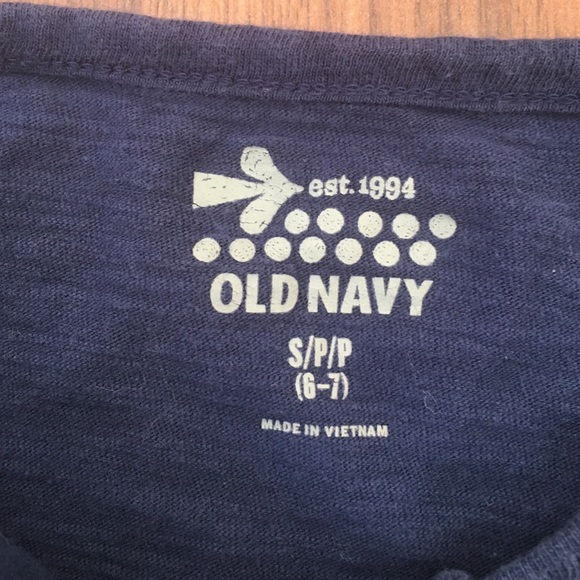 est. 1994
OLD NAVY
S/P/P
(6-7)
MADE IN VIETNAM